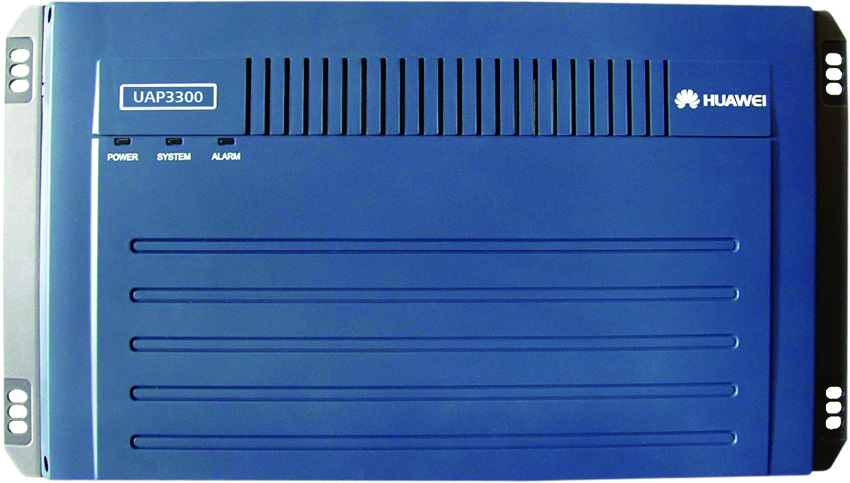 UAP3300
HUAWEI
POWER SYSTEM ALARM